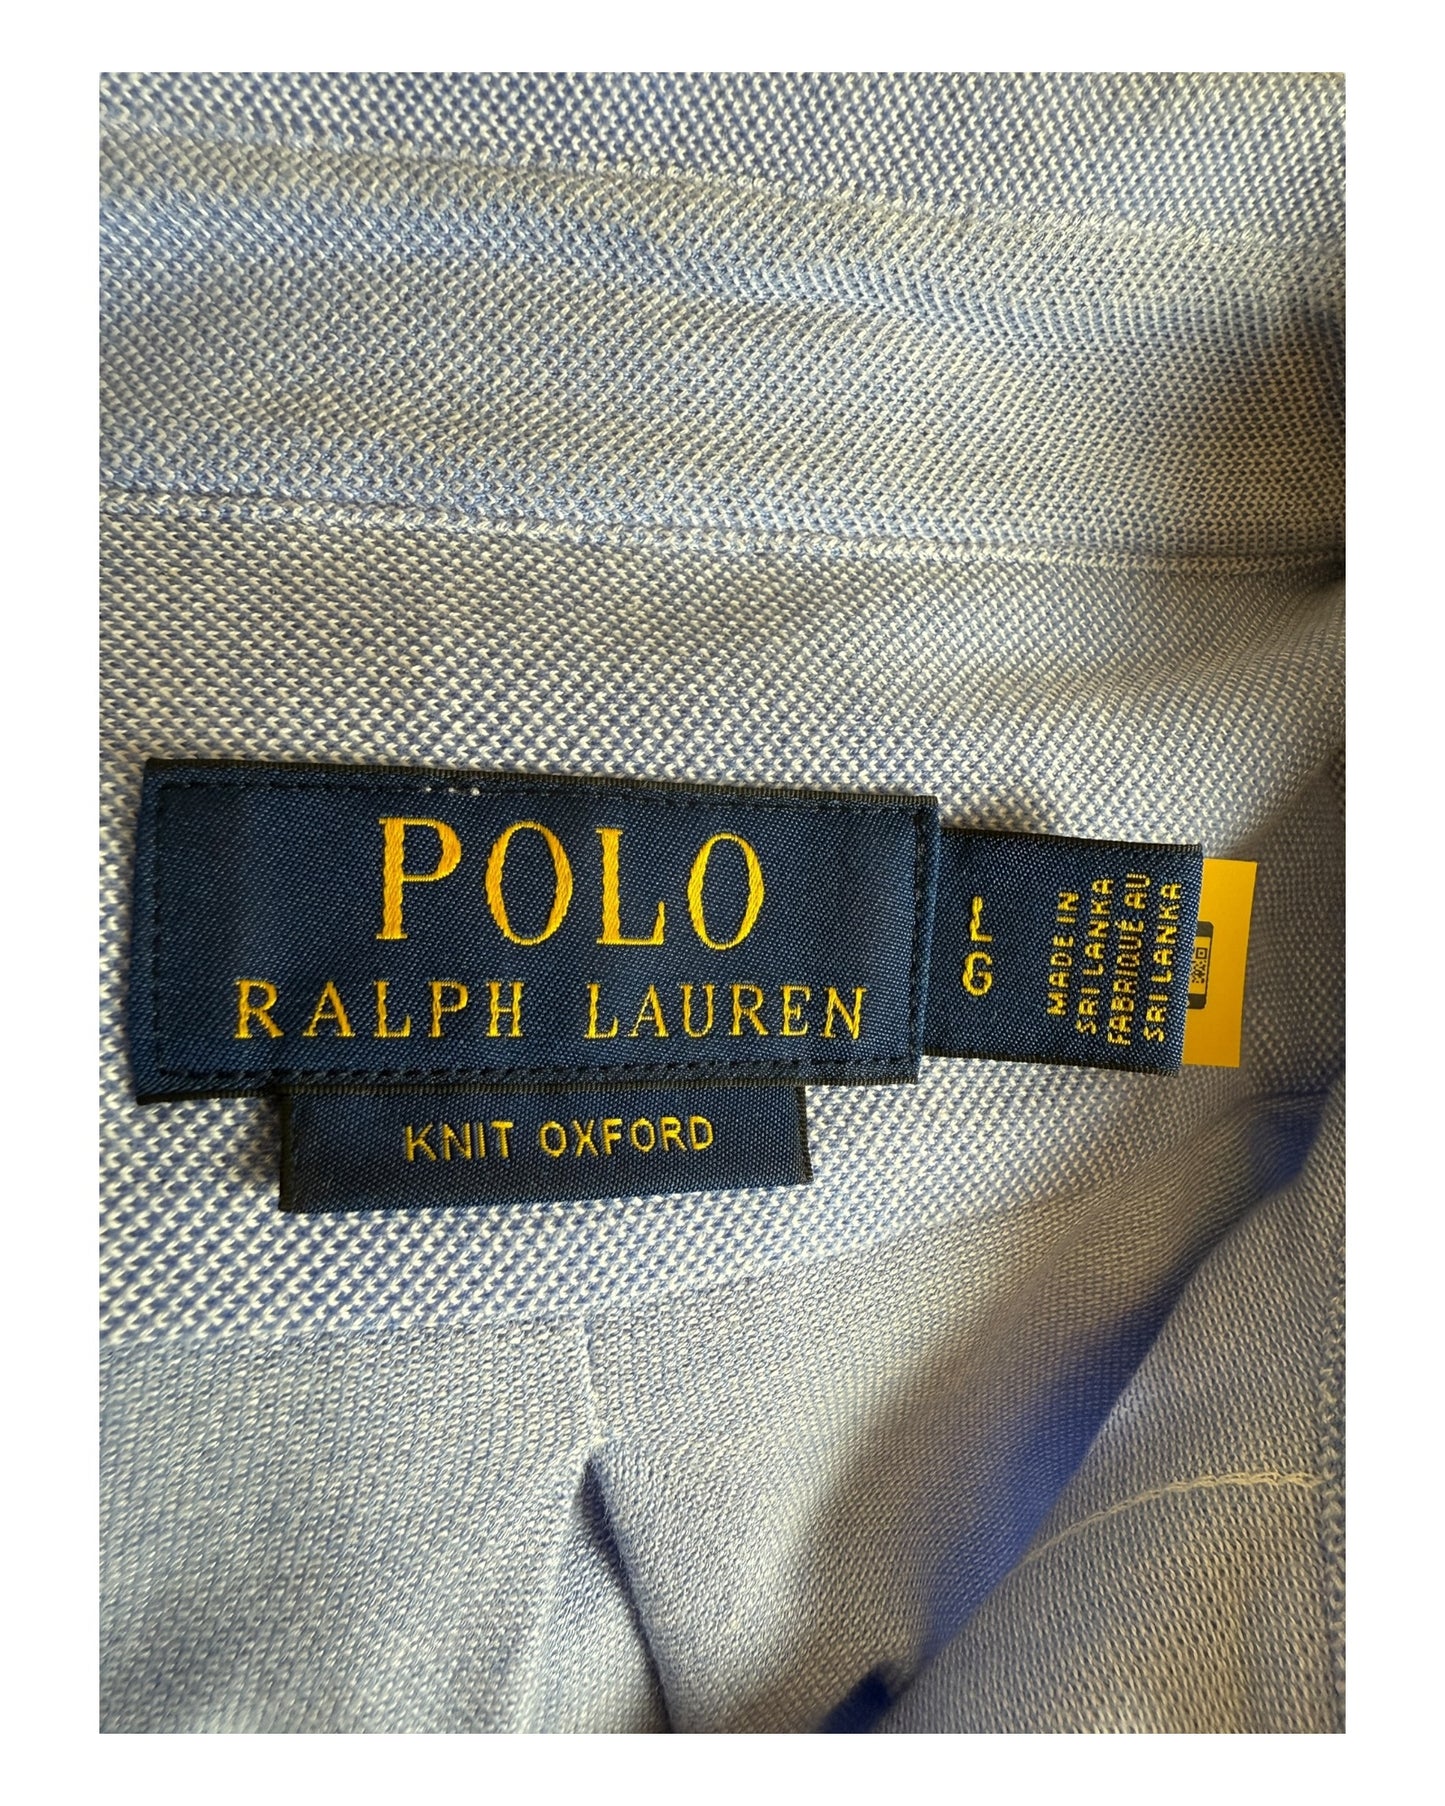 POLO
RALPH LAUREN
KNIT OXFORD
L
G
MADE IN
SRI LANKA
FABRIQUÉ AU
SRI LANKA